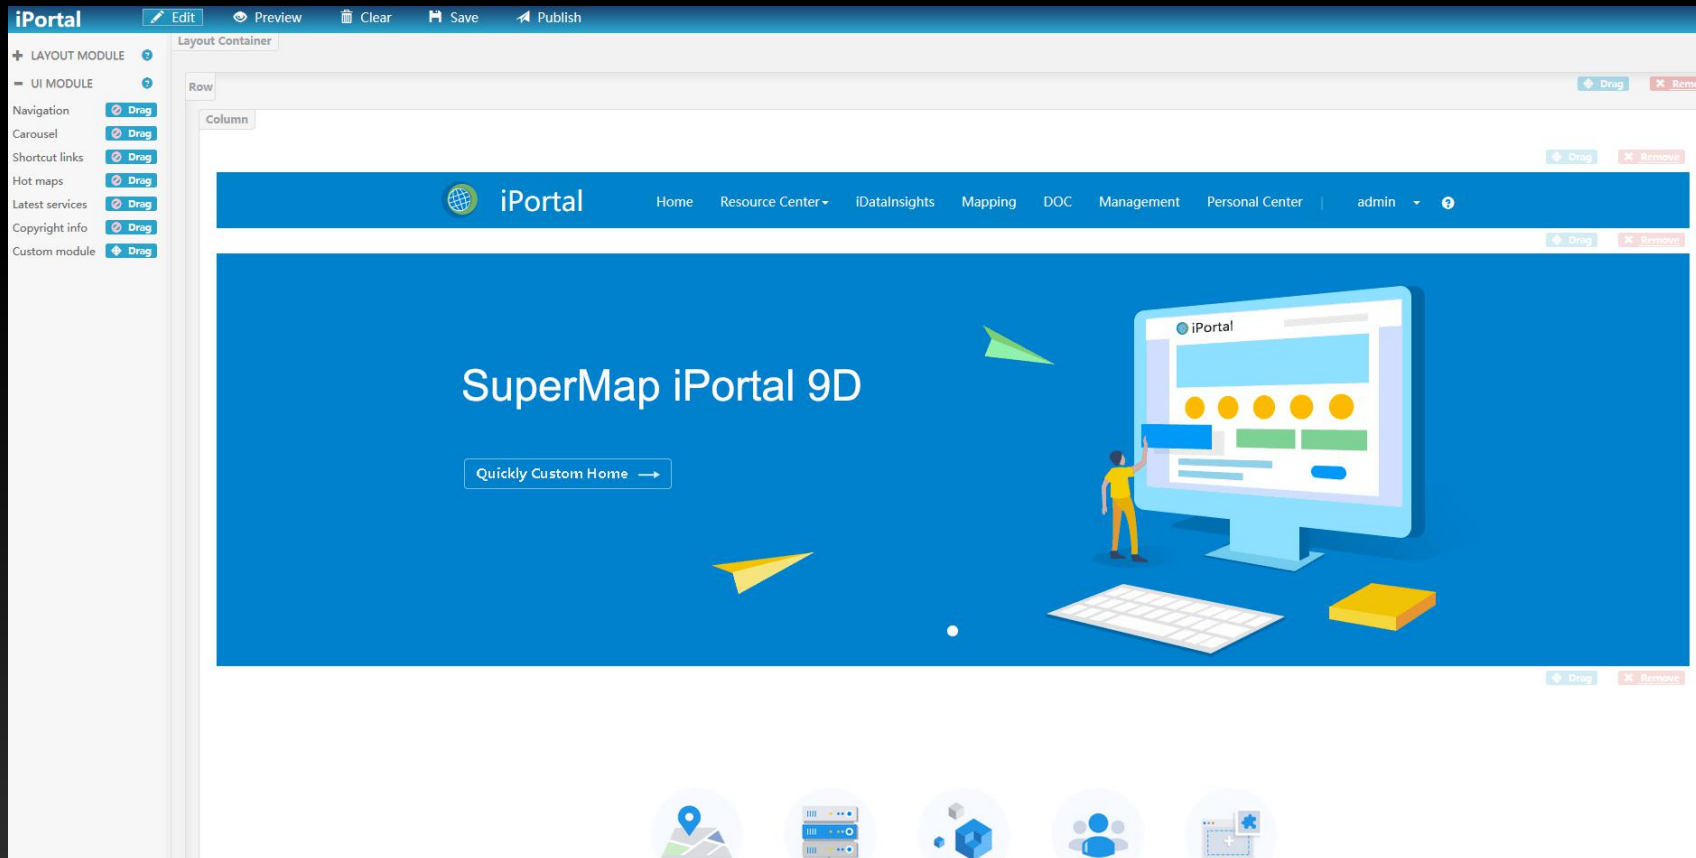 iPortal Edit Preview Clear Save Publish
LAYOUT MODULE
UI MODULE
Navigation Drag
Carousel Drag
Shortcut links Drag
Hot maps Drag
Latest services Drag
Copyright info Drag
Custom module Drag
Layout Container
Row Drag
Column
Drag Remove
iPortal Home Resource Center iDataInsights Mapping DOC Management Personal Center | admin
Drag Remove
iPortal
SuperMap iPortal 9D
Quickly Custom Home
Drag Remove